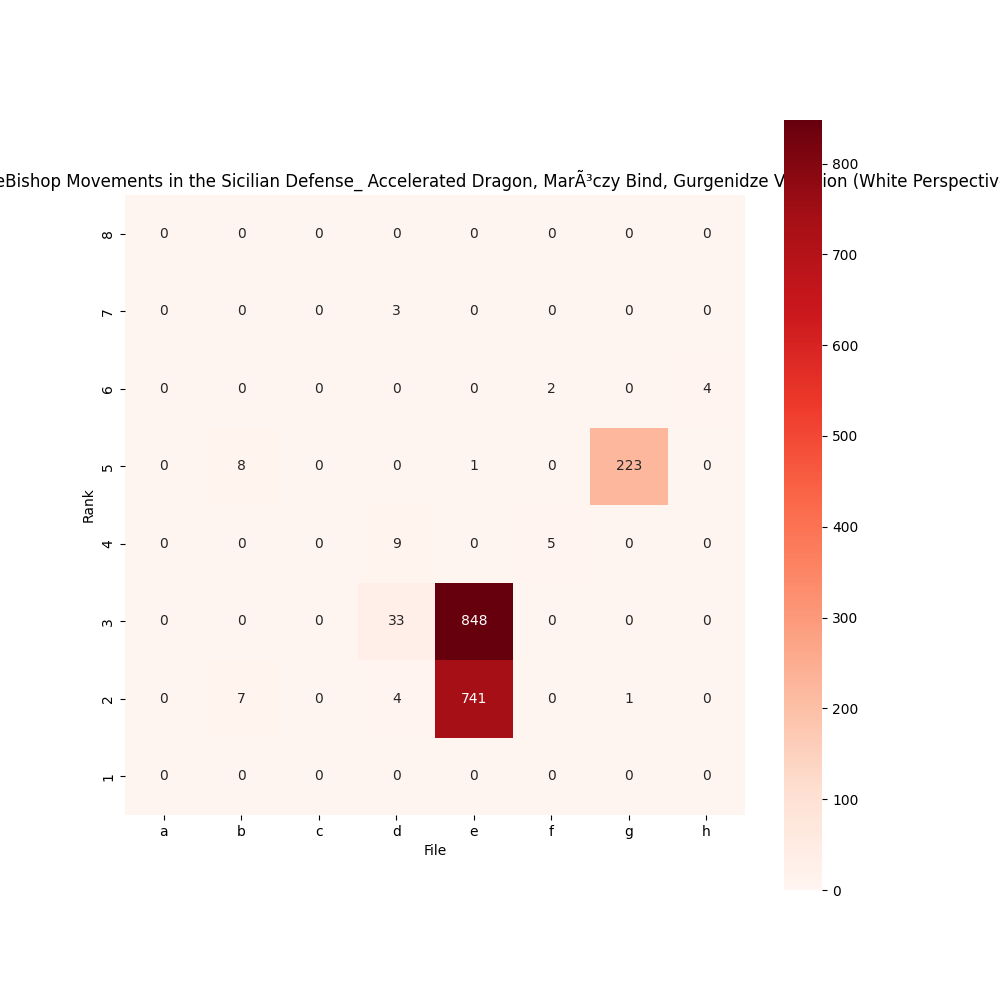 eBishop Movements in the Sicilian Defense_ Accelerated Dragon, MarÃ³czy Bind, Gurgenidze (White Perspectiv
8 0 0 0 0 0 0 0 0
7 0 0 0 3 0 0 0 0
6 0 0 0 0 0 2 0 4
5 0 8 0 0 1 0 223 0
Rank
4 0 0 0 9 0 5 0 0
3 0 0 0 33 848 0 0 0
2 0 7 0 4 741 0 1 0
1 0 0 0 0 0 0 0 0
a b c d e f g h
File
800
700
600
500
400
300
200
100
0